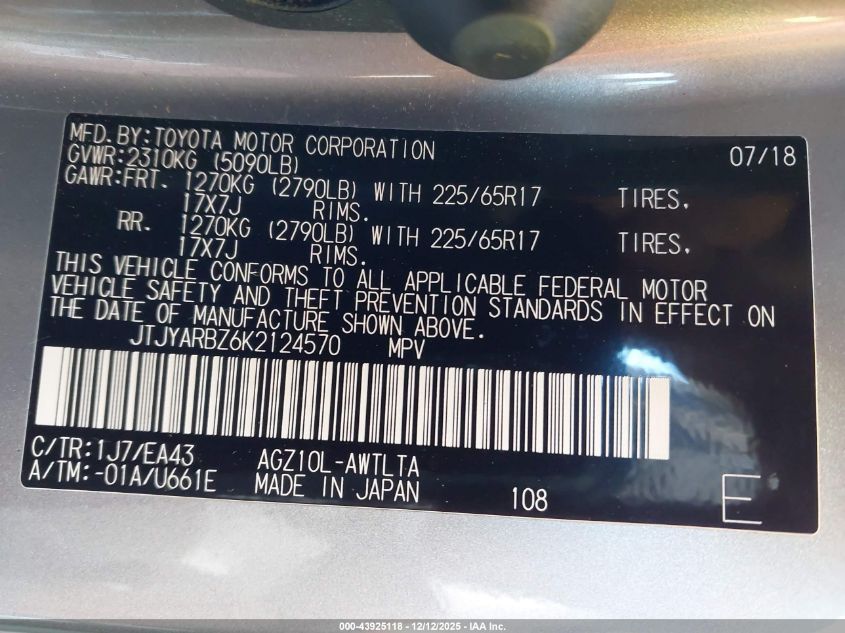 MFD.BY:TOYOTA MOTOR CORPORATION 07/18
GVWR:2310KG (5090LB)
GAWR:FRT. 1270KG (2790LB) WITH 225/65R17 TIRES,
17X7J RIMS.
RR. 1270KG (2790LB) WITH 225/65R17 TIRES,
17X7J RIMS.
THIS VEHICLE CONFORMS TO ALL APPLICABLE FEDERAL MOTOR
VEHICLE SAFETY AND THEFT PREVENTION STANDARDS IN EFFECT ON
THE DATE OF MANUFACTURE SHOWN ABOVE.
JTJYARBZ6K2124570 MPV
C/TR:1J7/EA43 AGZ10L-AWTLTA
A/TM:-01A/U661E MADE IN JAPAN 108 E
000-43925118 - 12/12/2025 - IAA Inc.